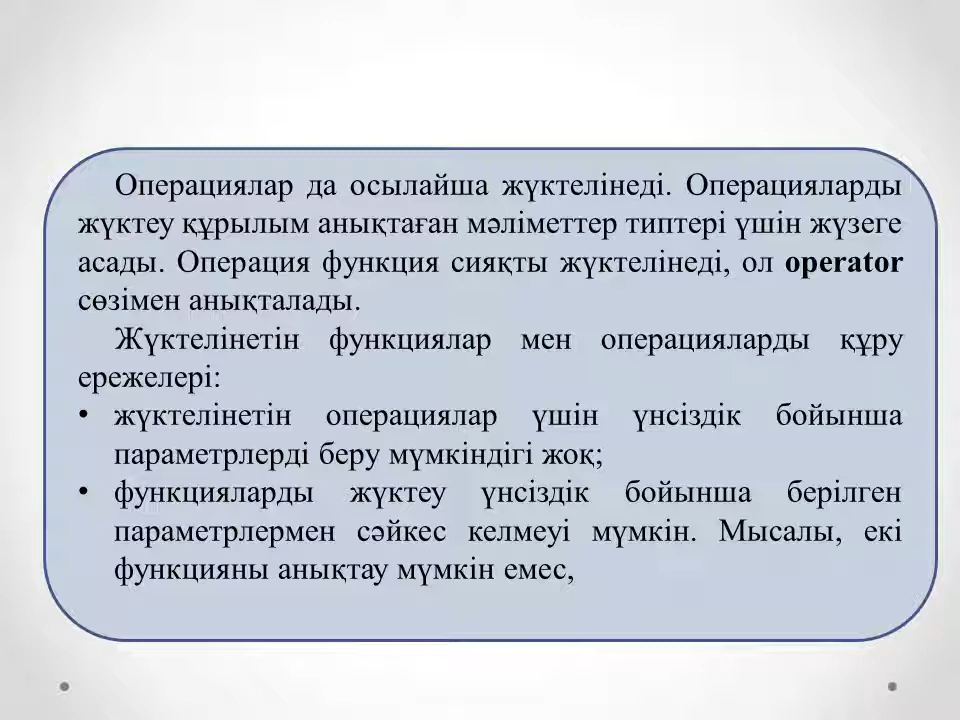 Операциялар да осылайша жүктелінеді. Операцияларды
жүктеу құрылым анықтаған мәліметтер типтері үшін жүзеге
асады. Операция функция сияқты жүктелінеді, ол operator
сөзімен анықталады.
Жүктелінетін функциялар мен операцияларды құру
ережелері:
• жүктелінетін операциялар үшін үнсіздік бойынша
параметрлерді беру мүмкіндігі жоқ;
• функцияларды жүктеу үнсіздік бойынша берілген
параметрлермен сәйкес келмеуі мүмкін. Мысалы, екі
функцияны анықтау мүмкін емес,